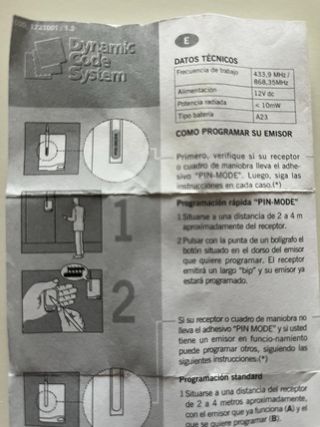 Dynamic
Code
System
E
DATOS TÉCNICOS
Frecuencia de trabajo
433,9 MHz /
868,35MHz
Alimentación
12V dc
Potencia radiada
< 10mW
Tipo batería
A23
COMO PROGRAMAR SU EMISOR
Primero, verifique si su receptor
o cuadro de maniobra lleva el adhe-
sivo "PIN-MODE". Luego, siga las
instrucciones en cada caso.(*)
Programación rápida "PIN-MODE"
1 Situarse a una distancia de 2 a 4 m
aproximadamente del receptor.
2 Pulsar con la punta de un bolígrafo el
botón situado en el dorso del emisor
que quiere programar. El receptor
emitirá un largo "bip" y su emisor ya
estará programado.
1
2
Si su receptor o cuadro de maniobra no
lleva el adhesivo "PIN MODE" y si usted
tiene un emisor en funcio-namiento
puede programar otros, siguiendo las
siguientes instrucciones.(*)
Programación standard
1 Situarse a una distancia del receptor
de 2 a 4 metros aproximadamente,
con el emisor que ya funciona (A) y el
que se quiere programar (B).